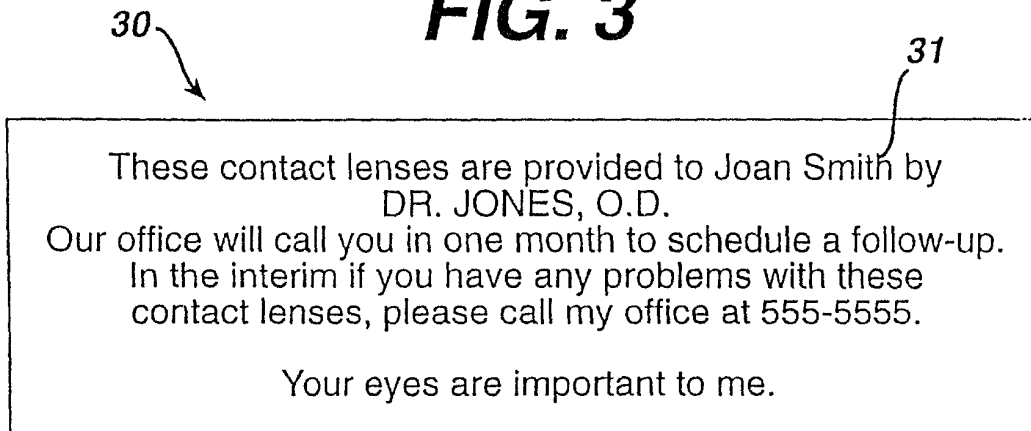 FIG. 3
30
31
These contact lenses are provided to Joan Smith by
DR. JONES, O.D.
Our office will call you in one month to schedule a follow-up.
In the interim if you have any problems with these
contact lenses, please call my office at 555-5555.
Your eyes are important to me.